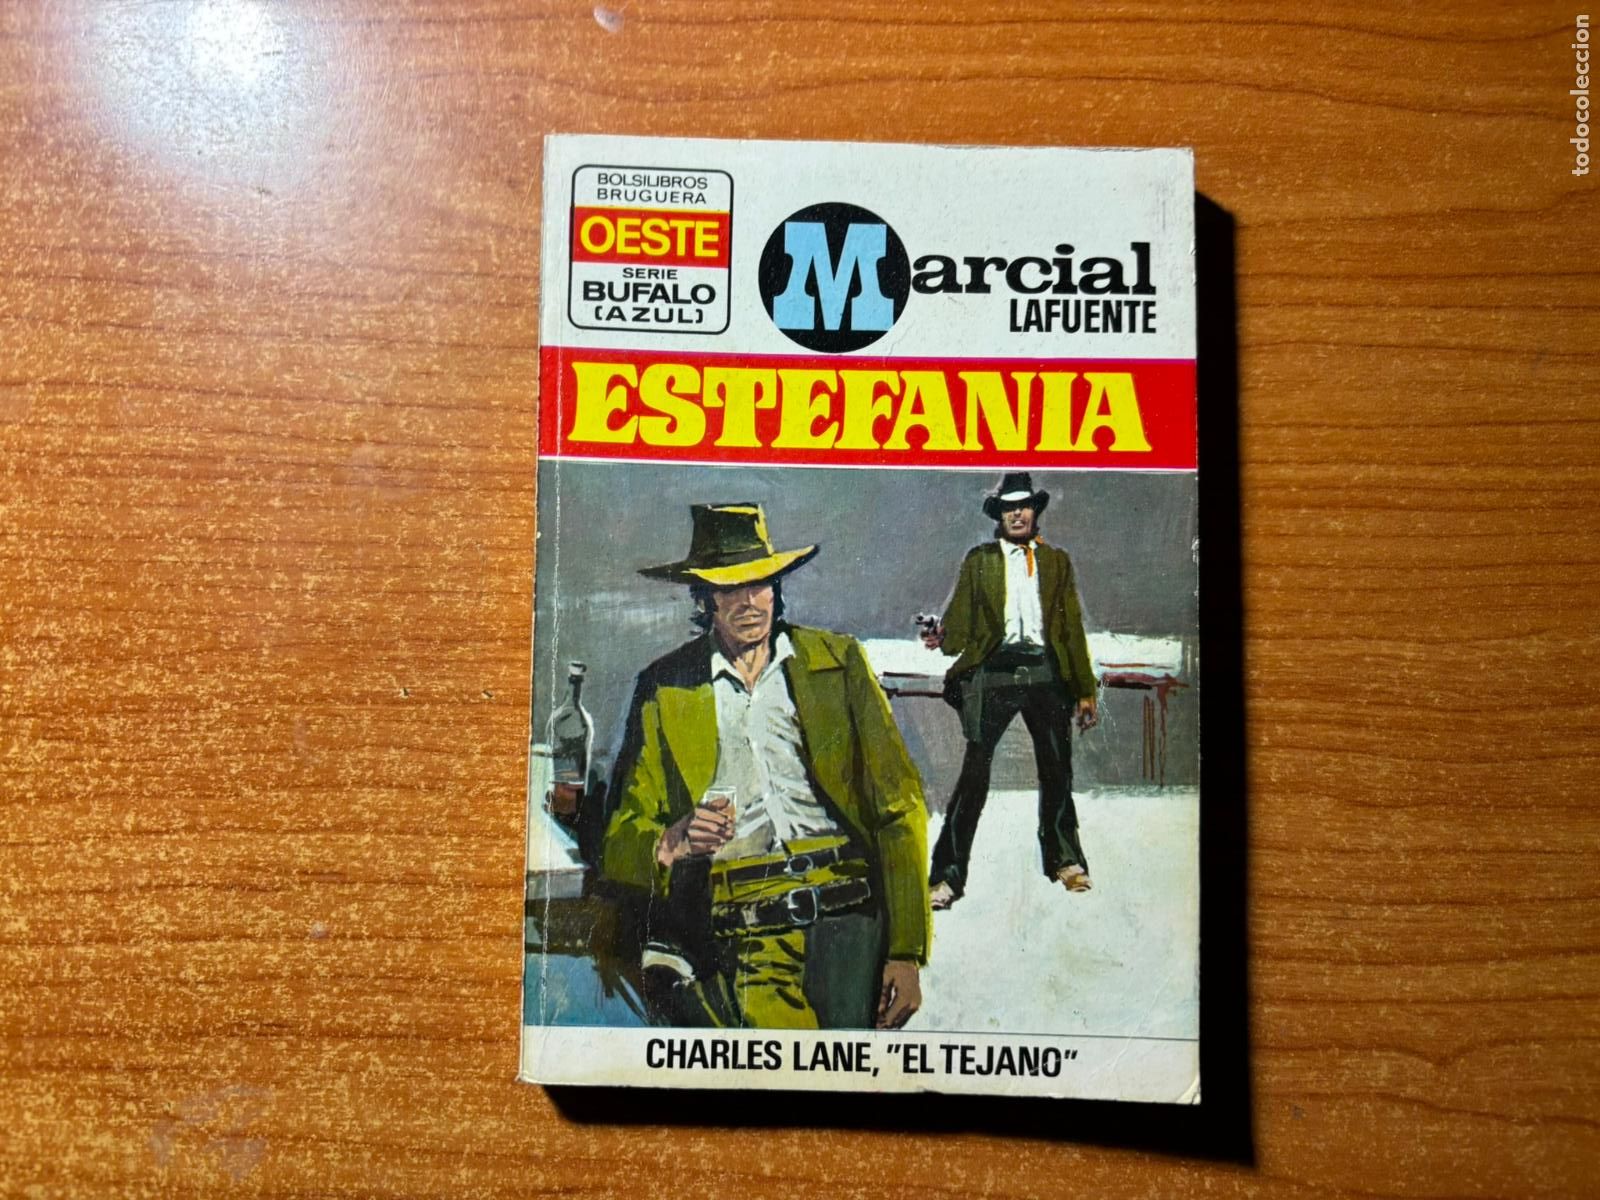 BOLSILIBROS
BRUGUERA
OESTE
SERIE
BUFALO
(AZUL)
Marcial
LAFUENTE
ESTEFANIA
CHARLES LANE, "EL TEJANO"
todocoleccion